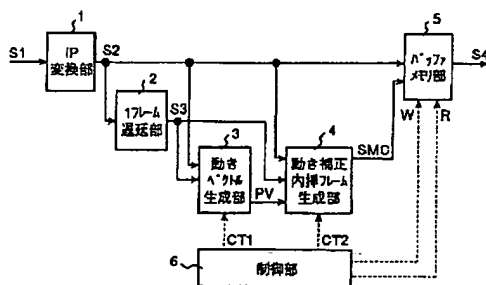 1
S1
IP
変換部
S2
2
1フレーム
遅延部
S3
3
動き
ベクトル
生成部
PV
4
動き補正
内挿フレーム
生成部
SMC
5
バッファ
メモリ部
S4
W
R
CT1
CT2
6
制御部